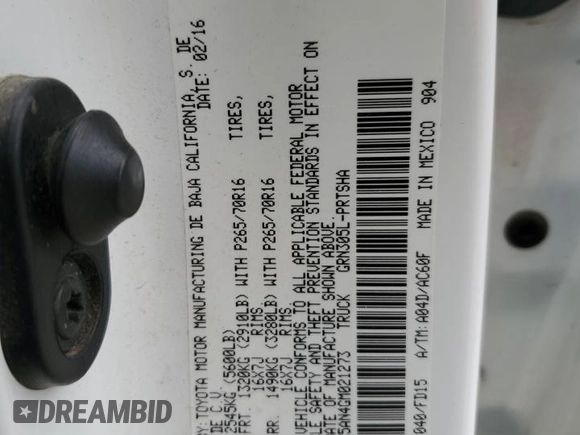 BY: TOYOTA MOTOR MANUFACTURING DE BAJA CALIFORNIA, S. DE
DE C.V. DATE: 02/16
2545KG (5600LB)
FRT. 1320KG (2910LB) WITH P265/70R16 TIRES,
16X7J RIMS
RR. 1490KG (3280LB) WITH P265/70R16 TIRES,
16X7J RIMS
VEHICLE CONFORMS TO ALL APPLICABLE FEDERAL MOTOR
LE SAFETY AND THEFT PREVENTION STANDARDS IN EFFECT ON
ATE OF MANUFACTURE SHOWN ABOVE.
5AN4GM021273 TRUCK GRN305L-PRTSHA
040/FD15 A/TM: A04D/AC60F MADE IN MEXICO 904
DEALERSHIP
AUCTIONS